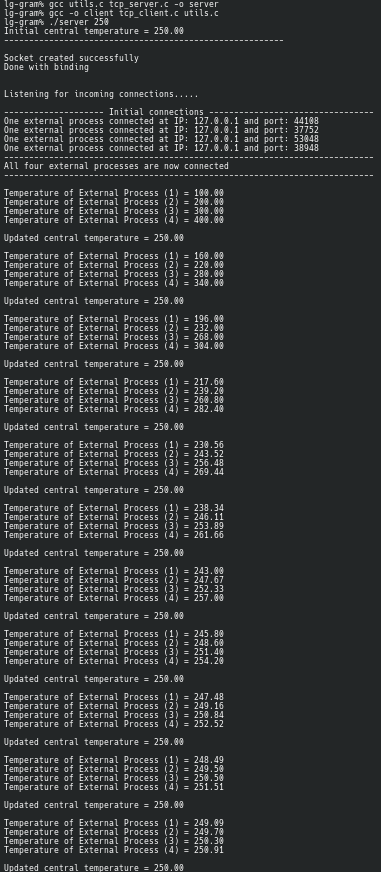 lg-gram% gcc utils.c tcp_server.c -o server
lg-gram% gcc -o client tcp_client.c utils.c
lg-gram% ./server 250
Initial central temperature = 250.00
--------------------------------------------------------
Socket created successfully
Done with binding
Listening for incoming connections.....
-------------------- Initial connections ---------------------------------
One external process connected at IP: 127.0.0.1 and port: 44108
One external process connected at IP: 127.0.0.1 and port: 37752
One external process connected at IP: 127.0.0.1 and port: 53048
One external process connected at IP: 127.0.0.1 and port: 38948
--------------------------------------------------------------------------
All four external processes are now connected
--------------------------------------------------------------------------
Temperature of External Process (1) = 100.00
Temperature of External Process (2) = 200.00
Temperature of External Process (3) = 300.00
Temperature of External Process (4) = 400.00
Updated central temperature = 250.00
Temperature of External Process (1) = 160.00
Temperature of External Process (2) = 220.00
Temperature of External Process (3) = 280.00
Temperature of External Process (4) = 340.00
Updated central temperature = 250.00
Temperature of External Process (1) = 196.00
Temperature of External Process (2) = 232.00
Temperature of External Process (3) = 268.00
Temperature of External Process (4) = 304.00
Updated central temperature = 250.00
Temperature of External Process (1) = 217.60
Temperature of External Process (2) = 239.20
Temperature of External Process (3) = 260.80
Temperature of External Process (4) = 282.40
Updated central temperature = 250.00
Temperature of External Process (1) = 230.56
Temperature of External Process (2) = 243.52
Temperature of External Process (3) = 256.48
Temperature of External Process (4) = 269.44
Updated central temperature = 250.00
Temperature of External Process (1) = 238.34
Temperature of External Process (2) = 246.11
Temperature of External Process (3) = 253.89
Temperature of External Process (4) = 261.66
Updated central temperature = 250.00
Temperature of External Process (1) = 243.00
Temperature of External Process (2) = 247.67
Temperature of External Process (3) = 252.33
Temperature of External Process (4) = 257.00
Updated central temperature = 250.00
Temperature of External Process (1) = 245.80
Temperature of External Process (2) = 248.60
Temperature of External Process (3) = 251.40
Temperature of External Process (4) = 254.20
Updated central temperature = 250.00
Temperature of External Process (1) = 247.48
Temperature of External Process (2) = 249.16
Temperature of External Process (3) = 250.84
Temperature of External Process (4) = 252.52
Updated central temperature = 250.00
Temperature of External Process (1) = 248.49
Temperature of External Process (2) = 249.50
Temperature of External Process (3) = 250.50
Temperature of External Process (4) = 251.51
Updated central temperature = 250.00
Temperature of External Process (1) = 249.09
Temperature of External Process (2) = 249.70
Temperature of External Process (3) = 250.30
Temperature of External Process (4) = 250.91
Updated central temperature = 250.00